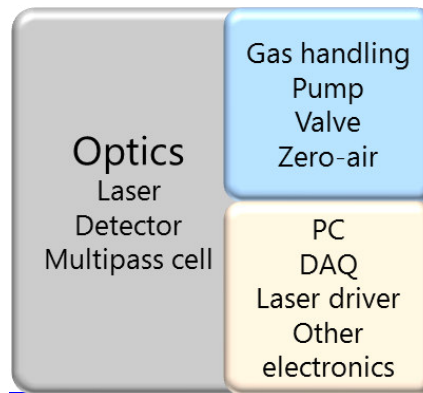 Optics
Laser
Detector
Multipass cell
Gas handling
Pump
Valve
Zero-air
PC
DAQ
Laser driver
Other
electronics